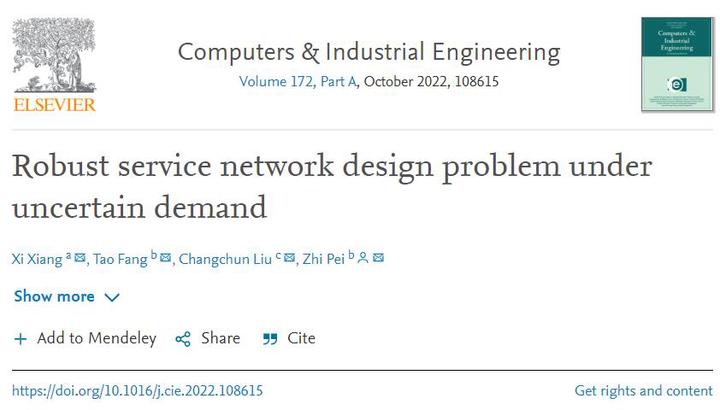 ELSEVIER
Computers & Industrial Engineering
Volume 172, Part A, October 2022, 108615
Computers &
Industrial
Engineering
Robust service network design problem under
uncertain demand
Xi Xiang a, Tao Fang b, Changchun Liu c, Zhi Pei b
Show more
Add to Mendeley Share Cite
https://doi.org/10.1016/j.cie.2022.108615 Get rights and content